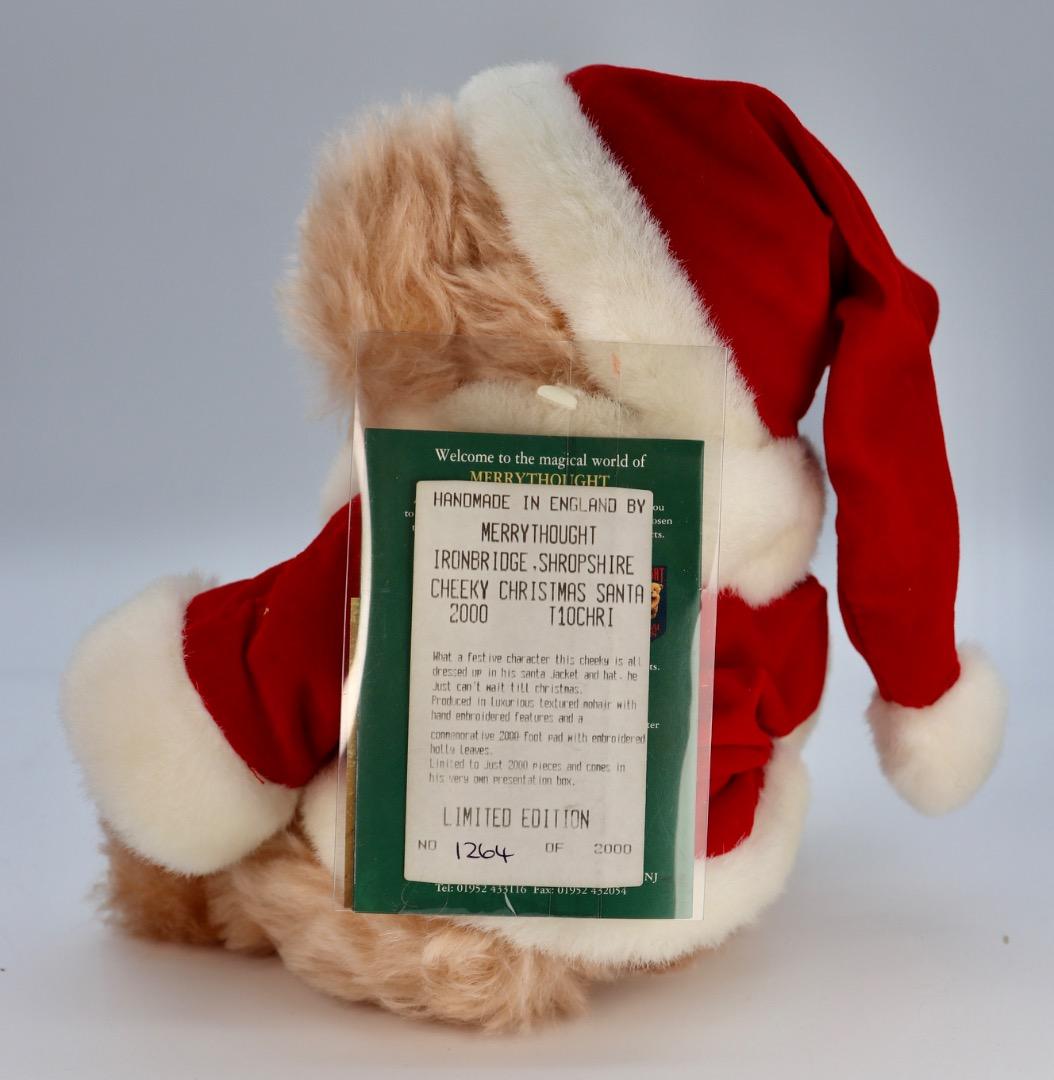 Welcome to the magical world of
MERRYTHOUGHT
HANDMADE IN ENGLAND BY
MERRYTHOUGHT
IRONBRIDGE.SHROPSHIRE
CHEEKY CHRISTMAS SANTA
2000 T10CHRI
What a festive character this cheeky is all
dressed up in his santa jacket and hat. he
just can't wait till christmas.
Produced in luxurious textured mohair with
hand embroidered features and a
commemorative 2000 foot pad with embroidered
holly leaves.
Limited to just 2000 pieces and comes in
his very own presentation box.
LIMITED EDITION
NO 1264 OF 2000
NJ
Tel: 01952 433116 Fax: 01952 432054